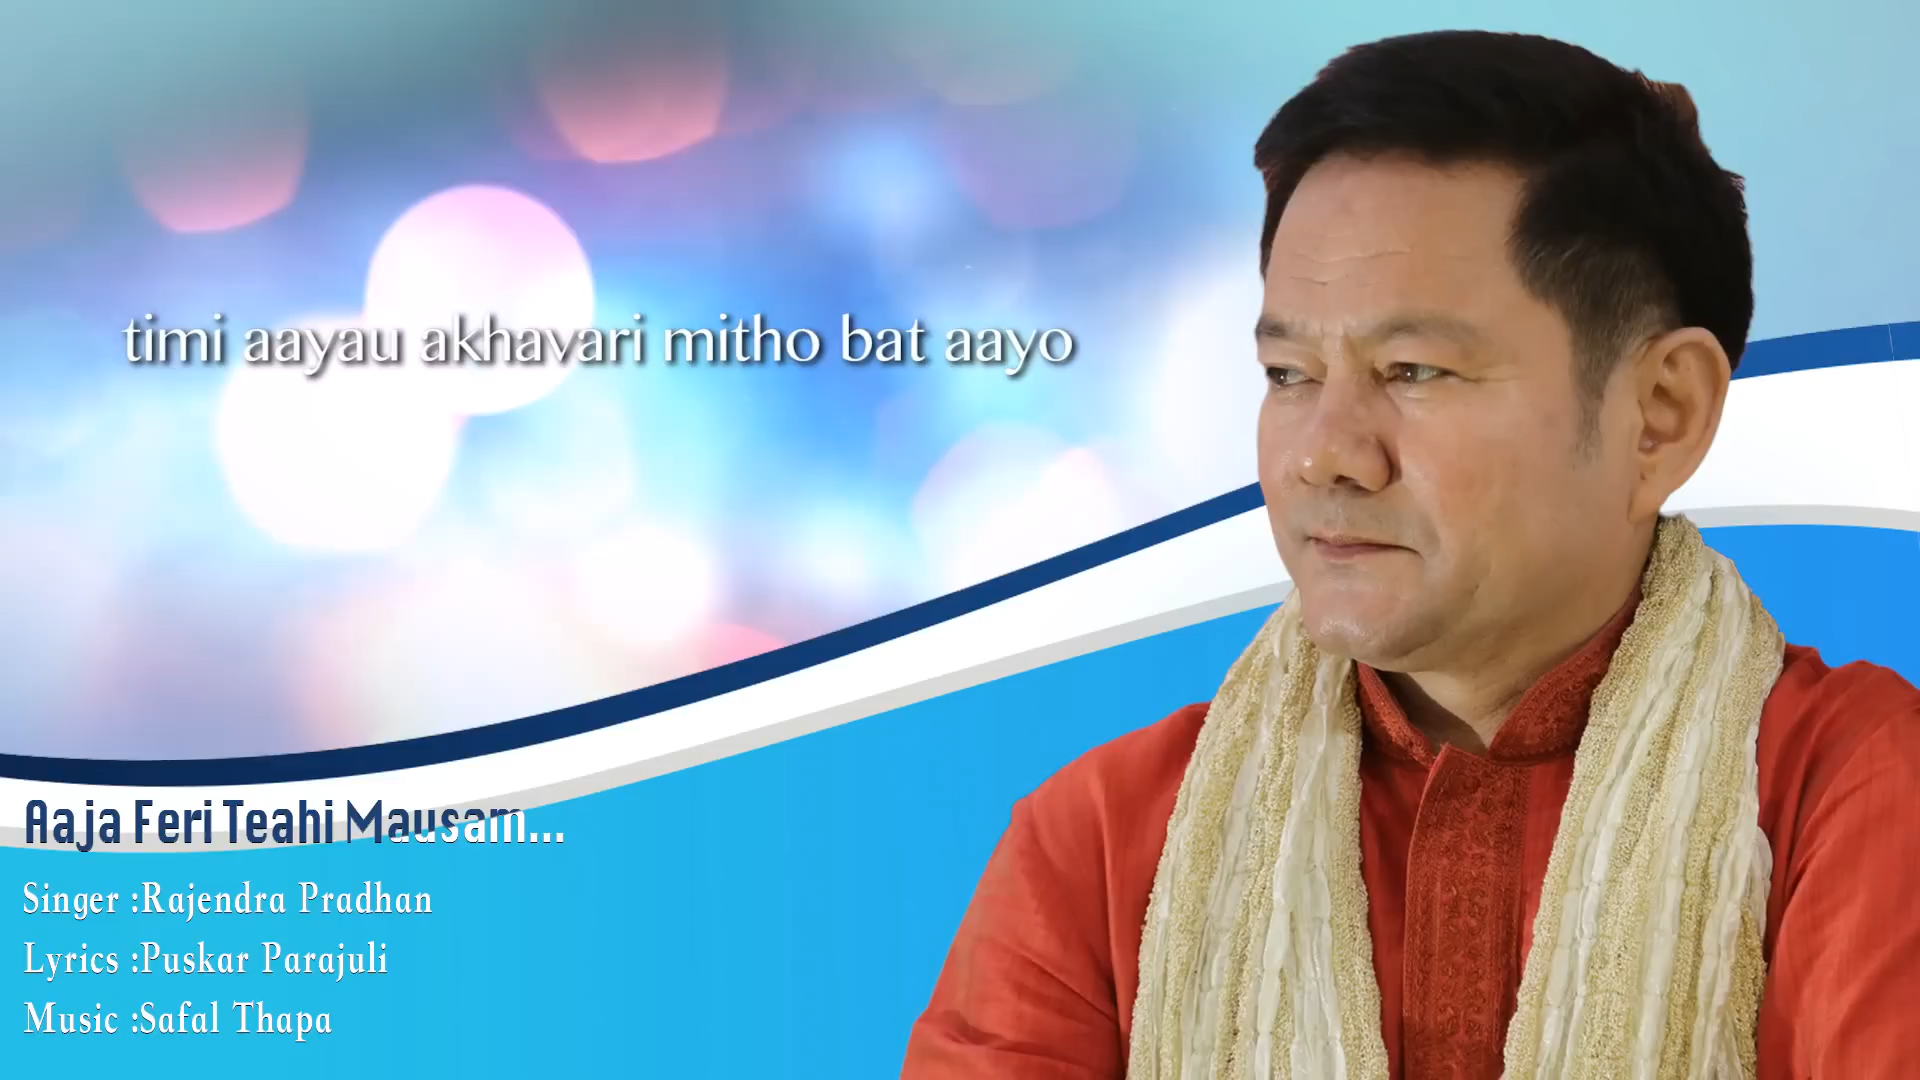 timi aayau akhavari mitho bat aayo
Aaja Feri Teahi Mausam...
Singer :Rajendra Pradhan
Lyrics :Puskar Parajuli
Music :Safal Thapa